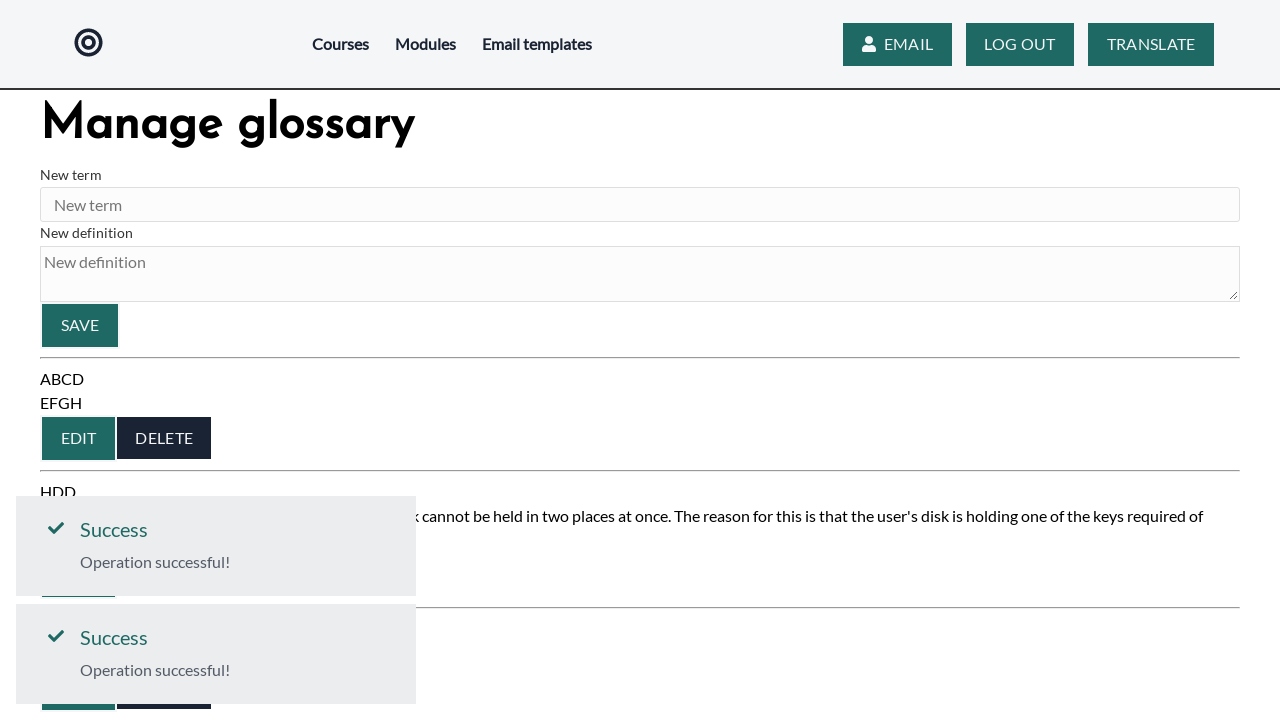 Courses Modules Email templates EMAIL LOG OUT TRANSLATE
Manage glossary
New term
New term
New definition
New definition
SAVE
ABCD
EFGH
EDIT DELETE
HDD
cannot be held in two places at once. The reason for this is that the user's disk is holding one of the keys required of
Success
Operation successful!
Success
Operation successful!